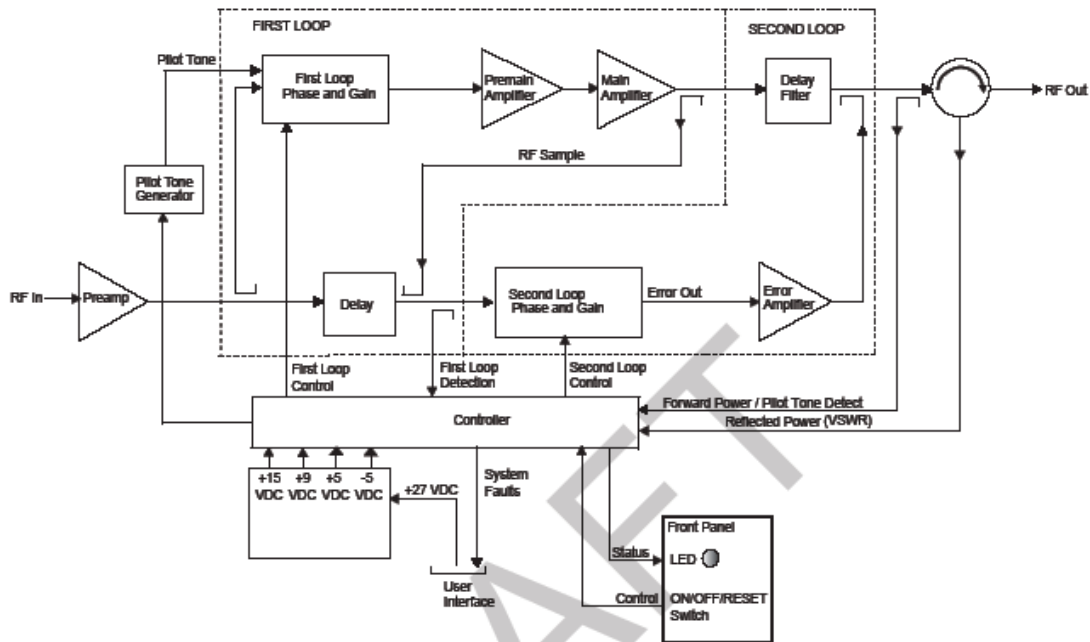 FIRST LOOP
SECOND LOOP
Pilot Tone
First Loop
Phase and Gain
Premain
Amplifier
Main
Amplifier
Delay
Filter
RF Out
RF Sample
Pilot Tone
Generator
RF In
Preamp
Delay
Second Loop
Phase and Gain
Error Out
Error
Amplifier
First Loop
Control
First Loop
Detection
Second Loop
Control
Forward Power / Pilot Tone Detect
Controller
Reflected Power (VSWR)
+15
VDC
+9
VDC
+5
VDC
-5
VDC
+27 VDC
System
Faults
User
Interface
Front Panel
Status
LED
Control
ON/OFF/RESET
Switch
AFT